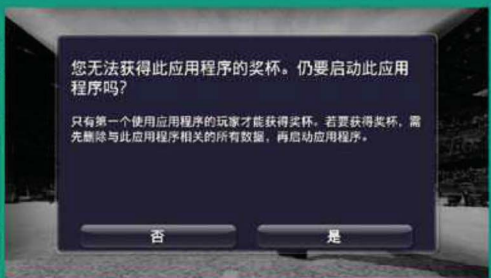 您无法获得此应用程序的奖杯。仍要启动此应用
程序吗？
只有第一个使用应用程序的玩家才能获得奖杯。若要获得奖杯，需
先删除与此应用程序相关的所有数据，再启动应用程序。
否
是